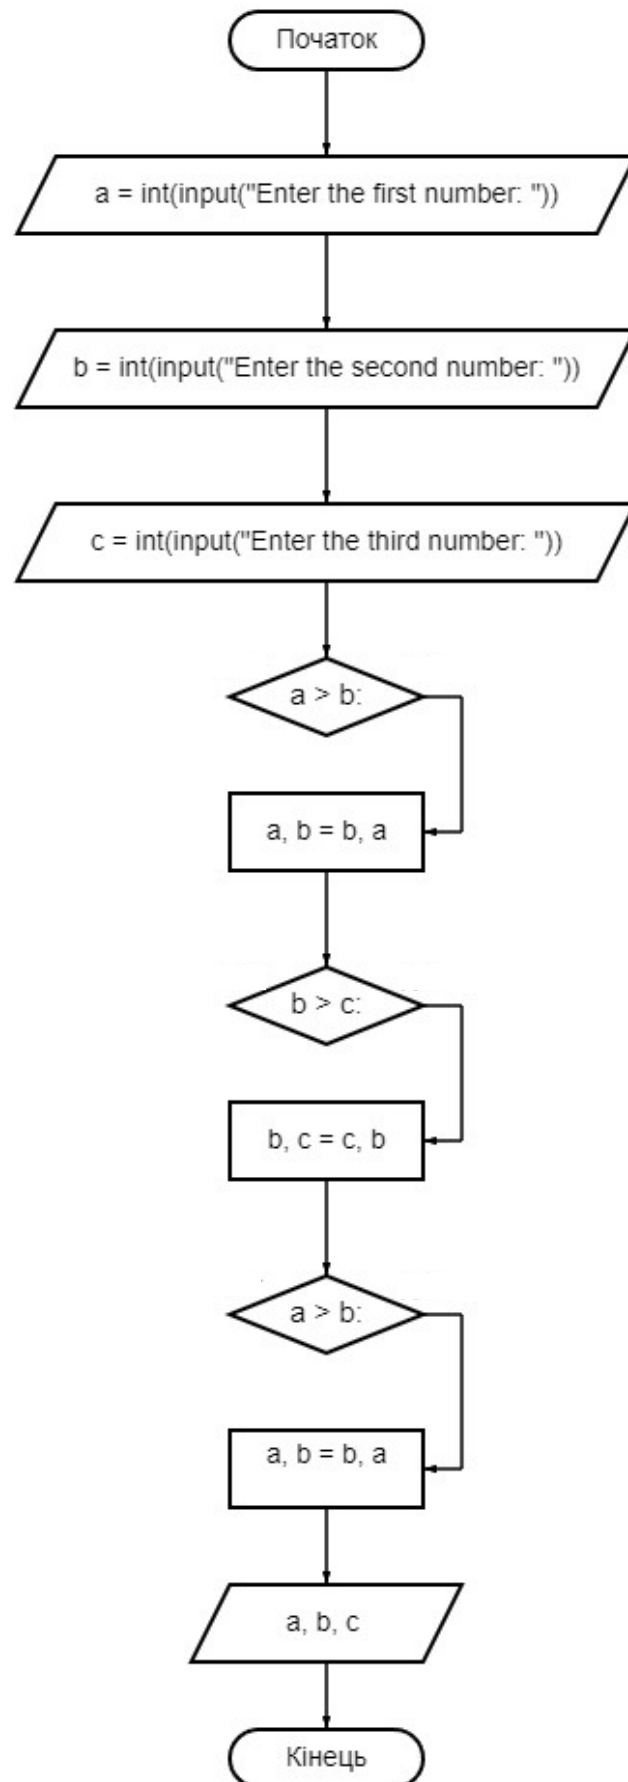 Початок
a = int(input("Enter the first number: "))
b = int(input("Enter the second number: "))
c = int(input("Enter the third number: "))
a > b:
a, b = b, a
b > c:
b, c = c, b
a > b:
a, b = b, a
a, b, c
Кінець